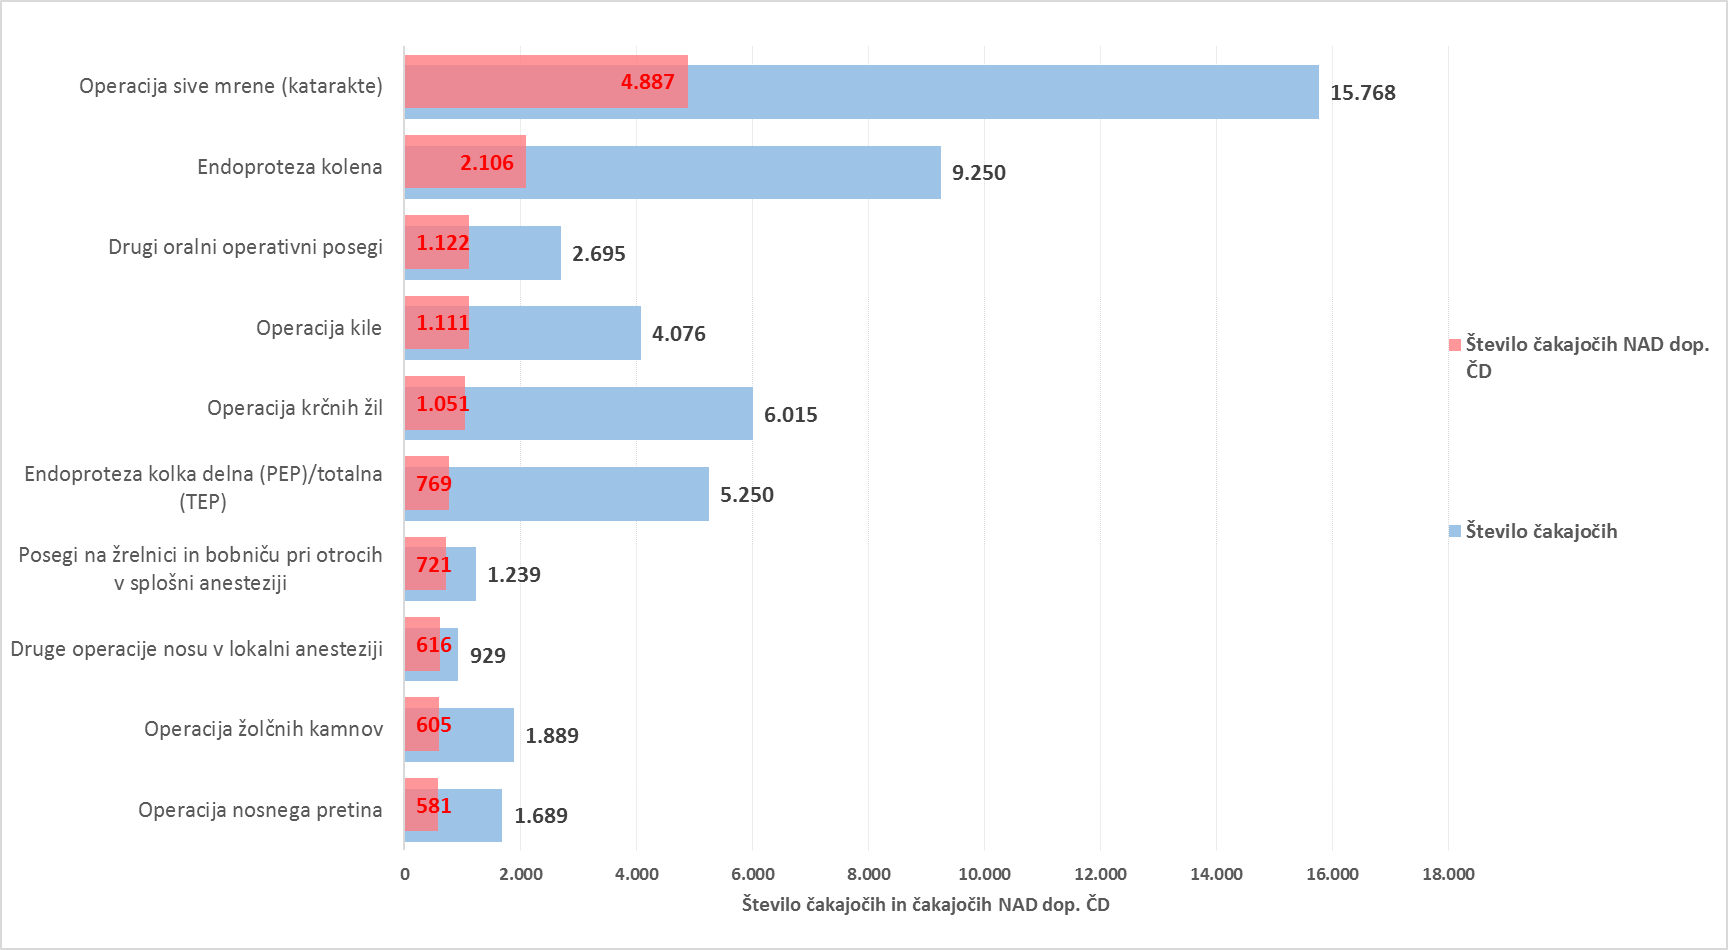 Operacija sive mrene (katarakte)
4.887
15.768
Endoproteza kolena
2.106
9.250
Drugi oralni operativni posegi
1.122
2.695
Operacija kile
1.111
4.076
Operacija krčnih žil
1.051
6.015
Endoproteza kolka delna (PEP)/totalna
(TEP)
769
5.250
Posegi na žrelnici in bobniču pri otrocih
v splošni anesteziji
721
1.239
Druge operacije nosu v lokalni anesteziji
616
929
Operacija žolčnih kamnov
605
1.889
Operacija nosnega pretina
581
1.689
0 2.000 4.000 6.000 8.000 10.000 12.000 14.000 16.000 18.000
Število čakajočih in čakajočih NAD dop. ČD
Število čakajočih NAD dop.
ČD
Število čakajočih